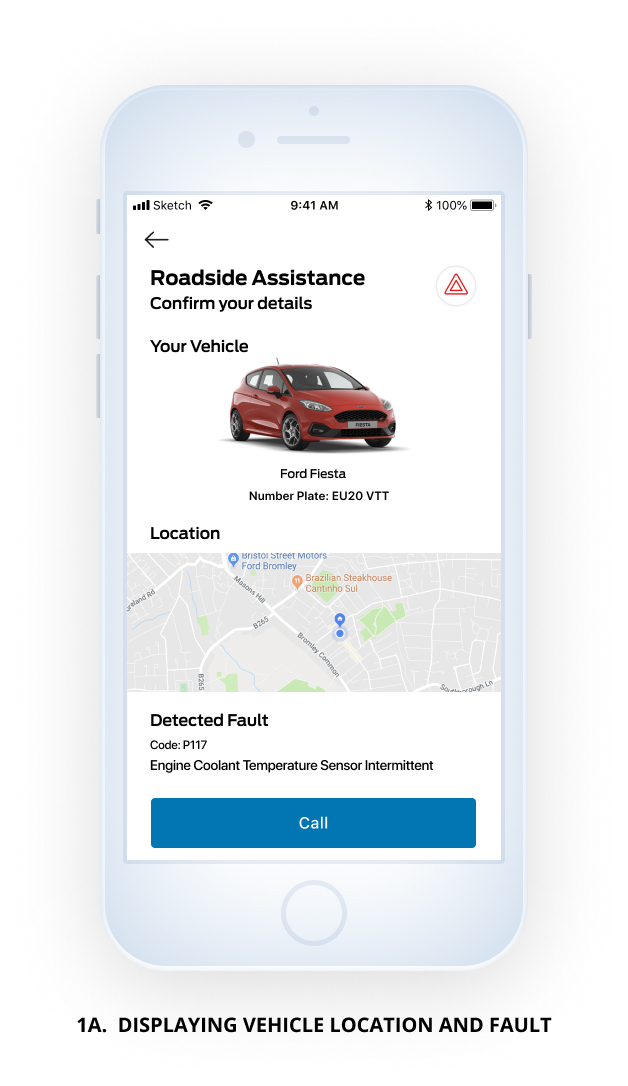 Sketch
9:41 AM
100%
Roadside Assistance
Confirm your details
Your Vehicle
FIESTA
Ford Fiesta
Number Plate: EU20 VTT
Location
Bristol Street Motors
Ford Bromley
Brazilian Steakhouse
Cantinho Sul
Masons Hill
reland Rd
B265
Bromley Common
B265
Southborough Ln
Detected Fault
Code: P117
Engine Coolant Temperature Sensor Intermittent
Call
1A. DISPLAYING VEHICLE LOCATION AND FAULT